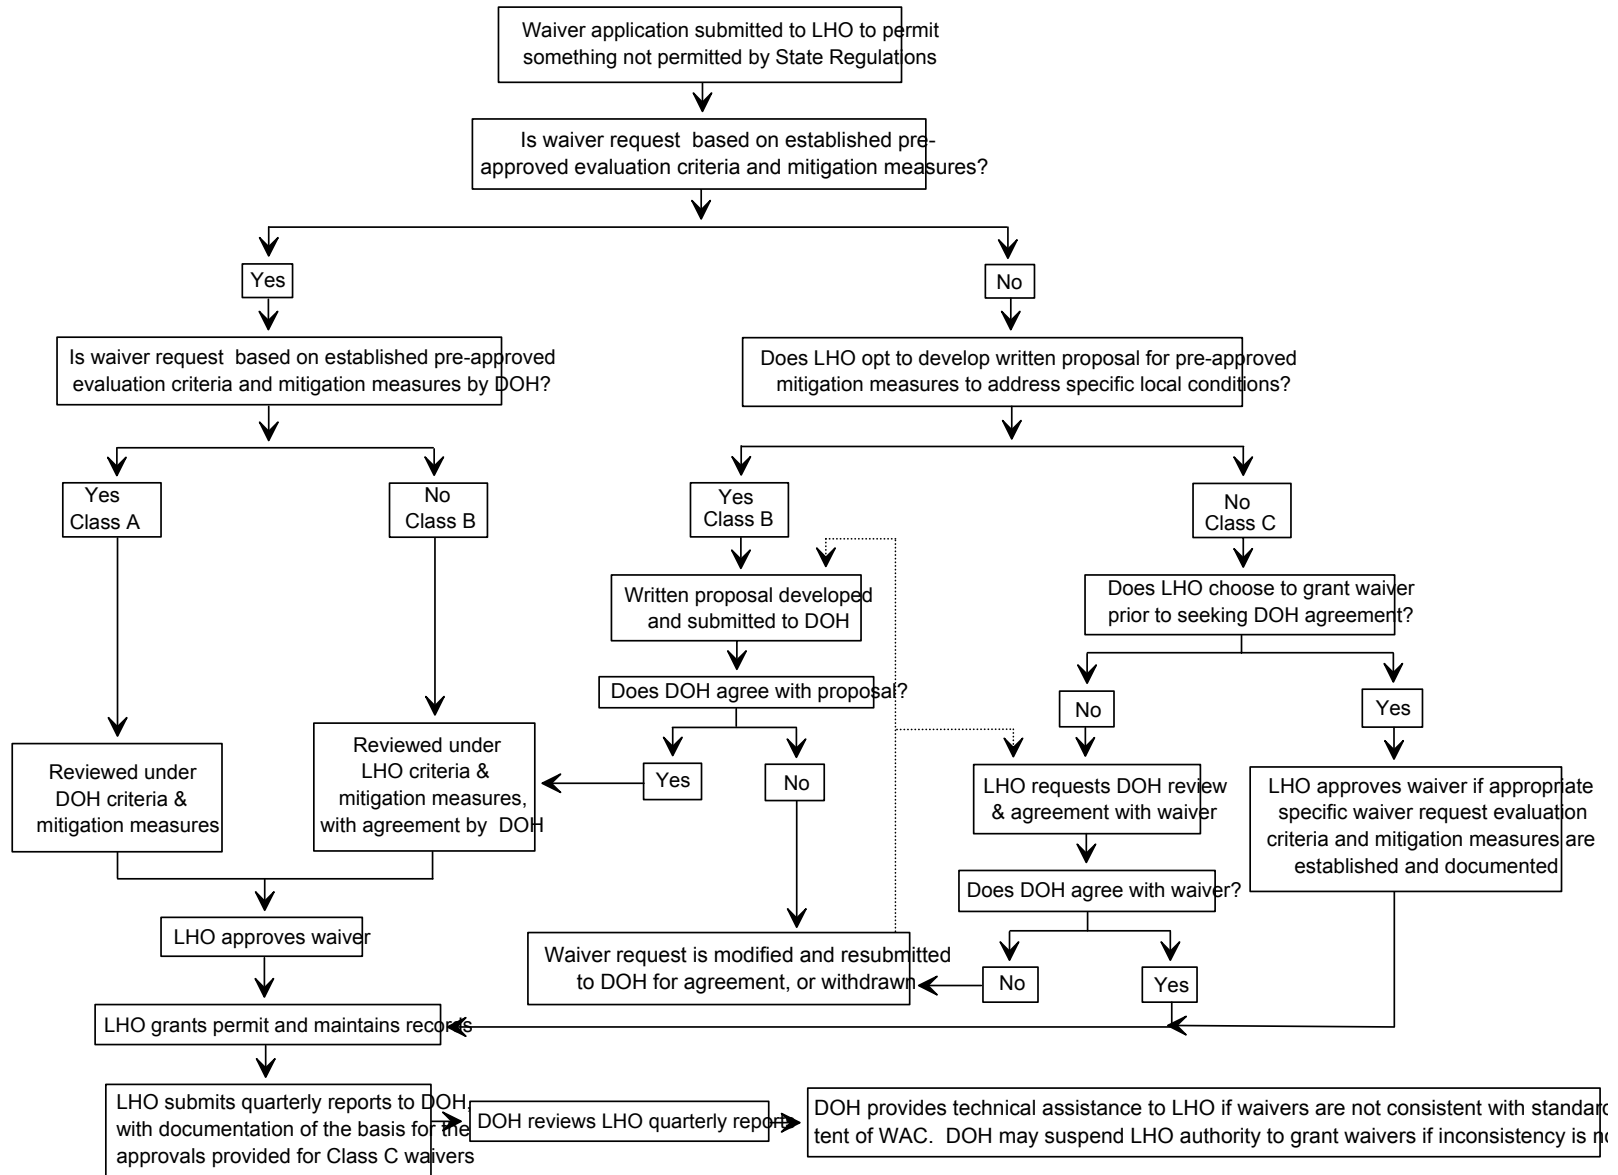 Waiver application submitted to LHO to permit
something not permitted by State Regulations
Is waiver request based on established pre-
approved evaluation criteria and mitigation measures?
Yes
No
Is waiver request based on established pre-approved
evaluation criteria and mitigation measures by DOH?
Does LHO opt to develop written proposal for pre-approved
mitigation measures to address specific local conditions?
Yes
Class A
No
Class B
Yes
Class B
No
Class C
Written proposal developed
and submitted to DOH
Does LHO choose to grant waiver
prior to seeking DOH agreement?
Does DOH agree with proposal?
No
Yes
Reviewed under
DOH criteria &
mitigation measures
Reviewed under
LHO criteria &
mitigation measures,
with agreement by DOH
Yes
No
LHO requests DOH review
& agreement with waiver
LHO approves waiver if appropriate
specific waiver request evaluation
criteria and mitigation measures are
established and documented
Does DOH agree with waiver?
LHO approves waiver
Waiver request is modified and resubmitted
to DOH for agreement, or withdrawn
No
Yes
LHO grants permit and maintains records
LHO submits quarterly reports to DOH,
with documentation of the basis for the
approvals provided for Class C waivers
DOH reviews LHO quarterly reports
DOH provides technical assistance to LHO if waivers are not consistent with standard
tent of WAC. DOH may suspend LHO authority to grant waivers if inconsistency is no